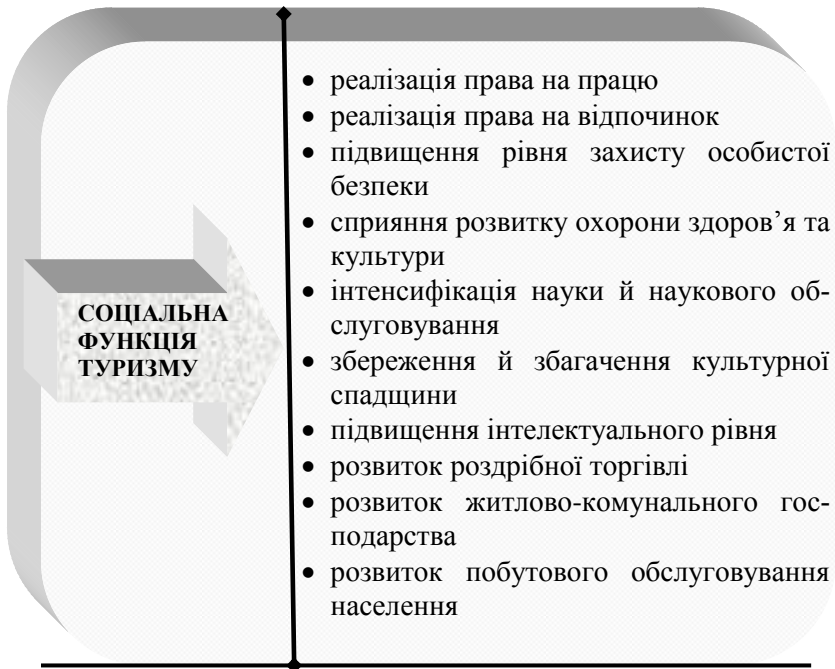 СОЦІАЛЬНА
ФУНКЦІЯ
ТУРИЗМУ
• реалізація права на працю
• реалізація права на відпочинок
• підвищення рівня захисту особистої
безпеки
• сприяння розвитку охорони здоров’я та
культури
• інтенсифікація науки й наукового об-
слуговування
• збереження й збагачення культурної
спадщини
• підвищення інтелектуального рівня
• розвиток роздрібної торгівлі
• розвиток житлово-комунального гос-
подарства
• розвиток побутового обслуговування
населення